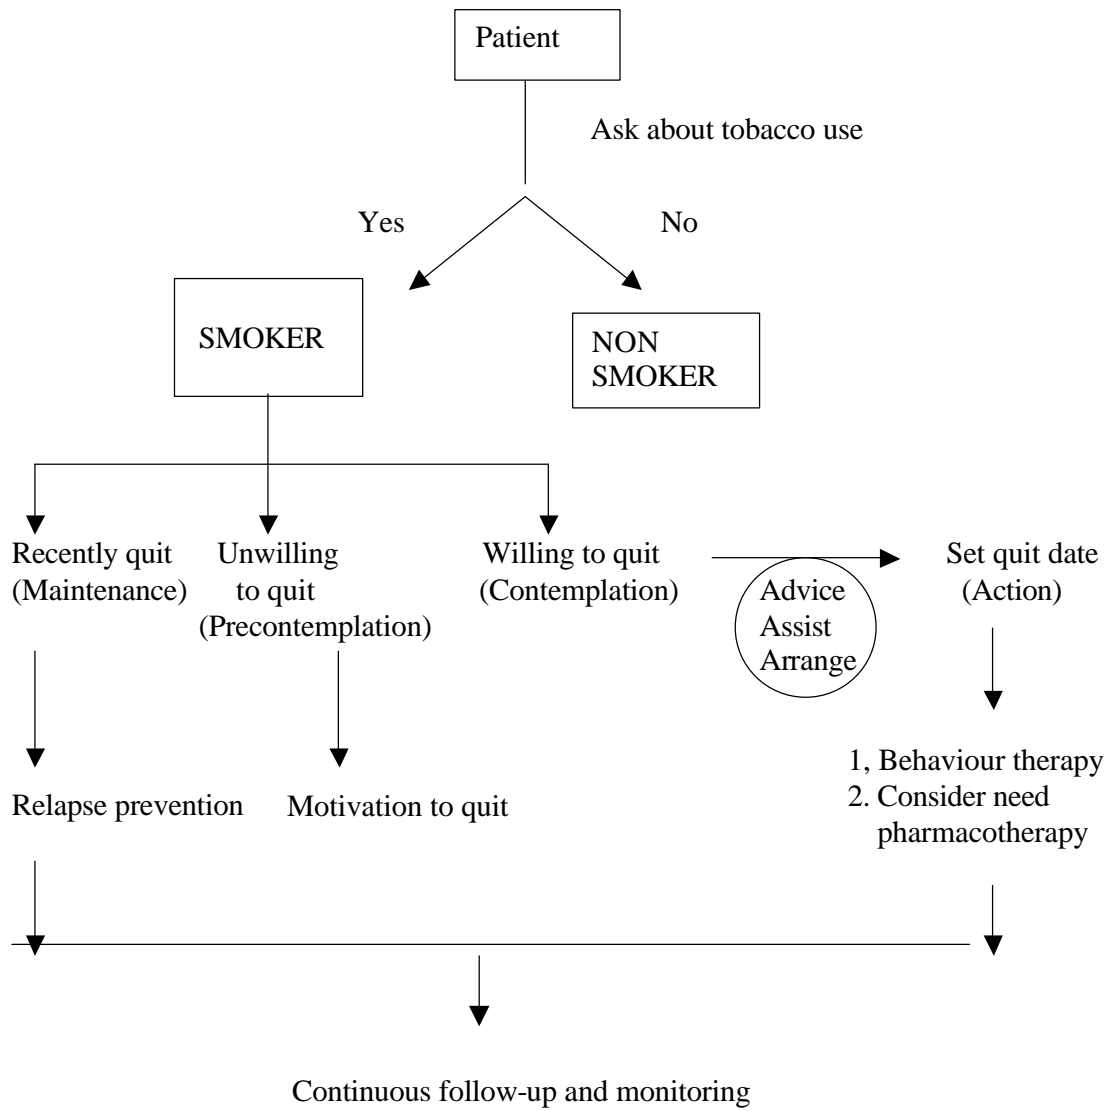 Patient
Ask about tobacco use
Yes
No
SMOKER
NON
SMOKER
Recently quit
(Maintenance)
Unwilling
to quit
(Precontemplation)
Willing to quit
(Contemplation)
Advice
Assist
Arrange
Set quit date
(Action)
Relapse prevention
Motivation to quit
1, Behaviour therapy
2. Consider need
pharmacotherapy
Continuous follow-up and monitoring